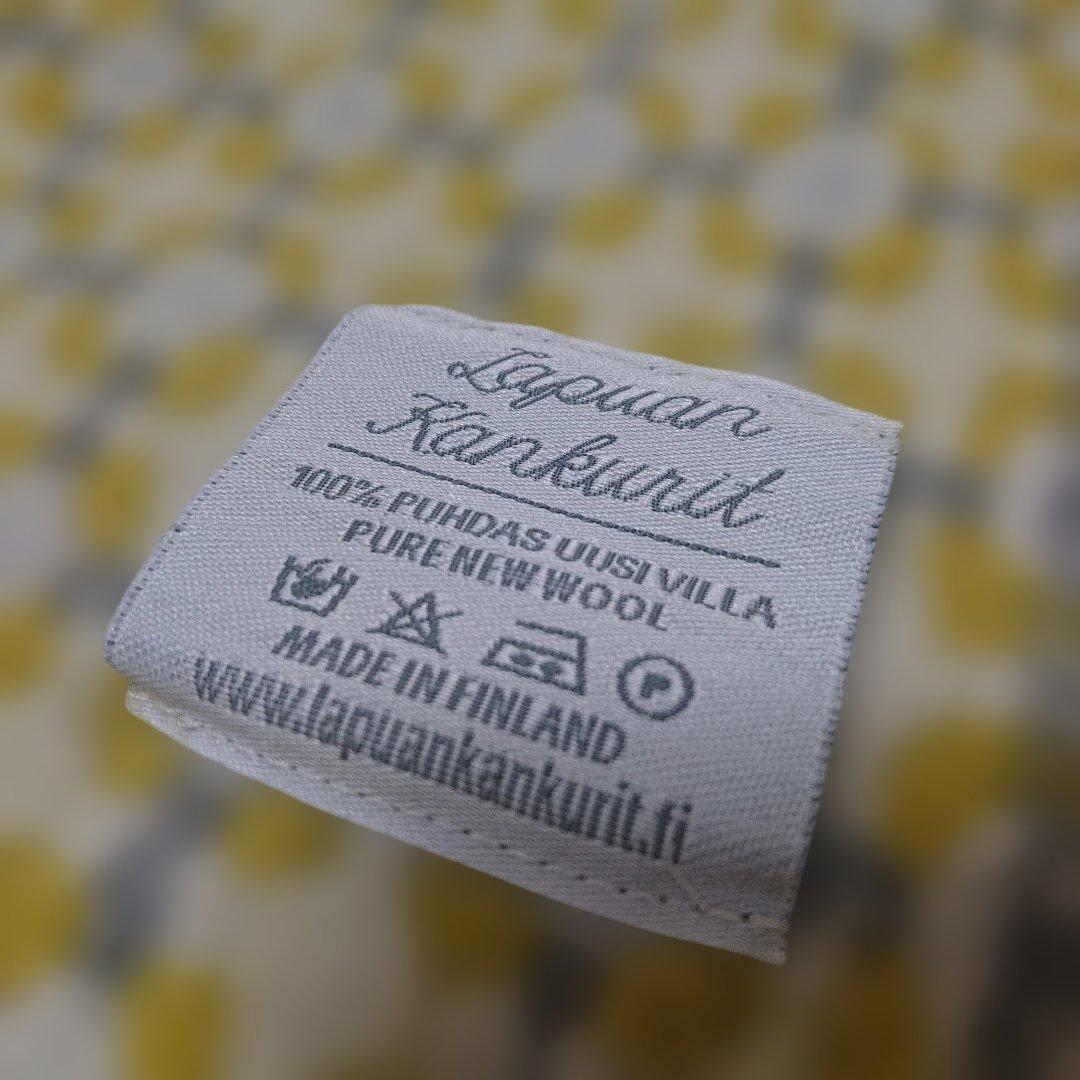 Lapuan
Kankurit
100% PUHDAS UUSI VILLA
PURE NEW WOOL
P
MADE IN FINLAND
www.lapuankankurit.fi